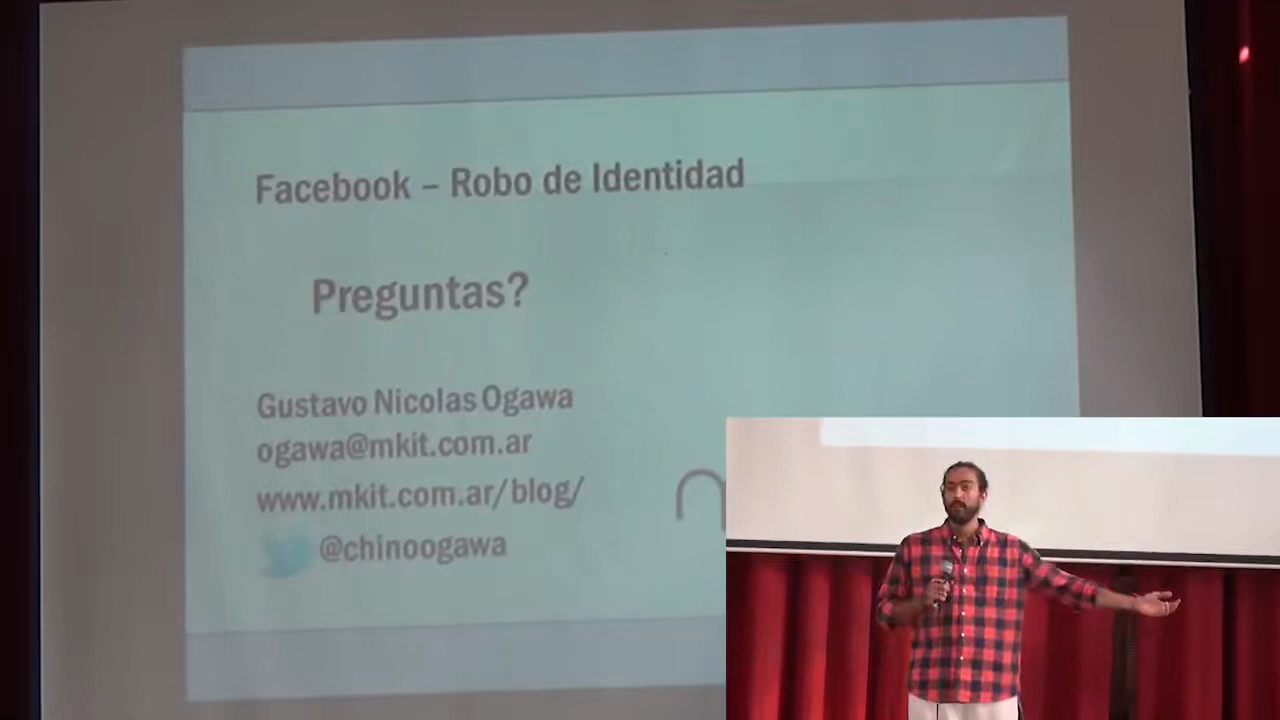 Facebook – Robo de Identidad
Preguntas?
Gustavo Nicolas Ogawa
ogawa@mkit.com.ar
www.mkit.com.ar/blog/
@chinoogawa